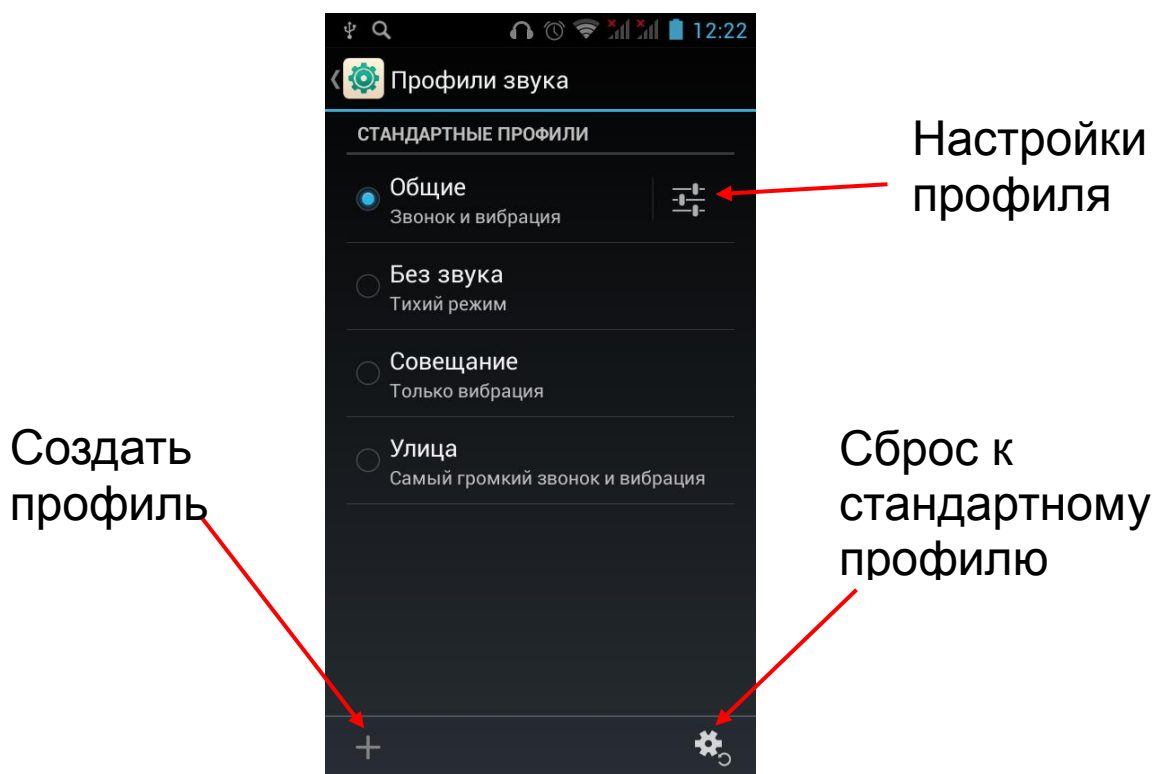 12:22
Профили звука
СТАНДАРТНЫЕ ПРОФИЛИ
Общие
Звонок и вибрация
Без звука
Тихий режим
Совещание
Только вибрация
Улица
Самый громкий звонок и вибрация
Настройки
профиля
Создать
профиль
Сброс к
стандартному
профилю